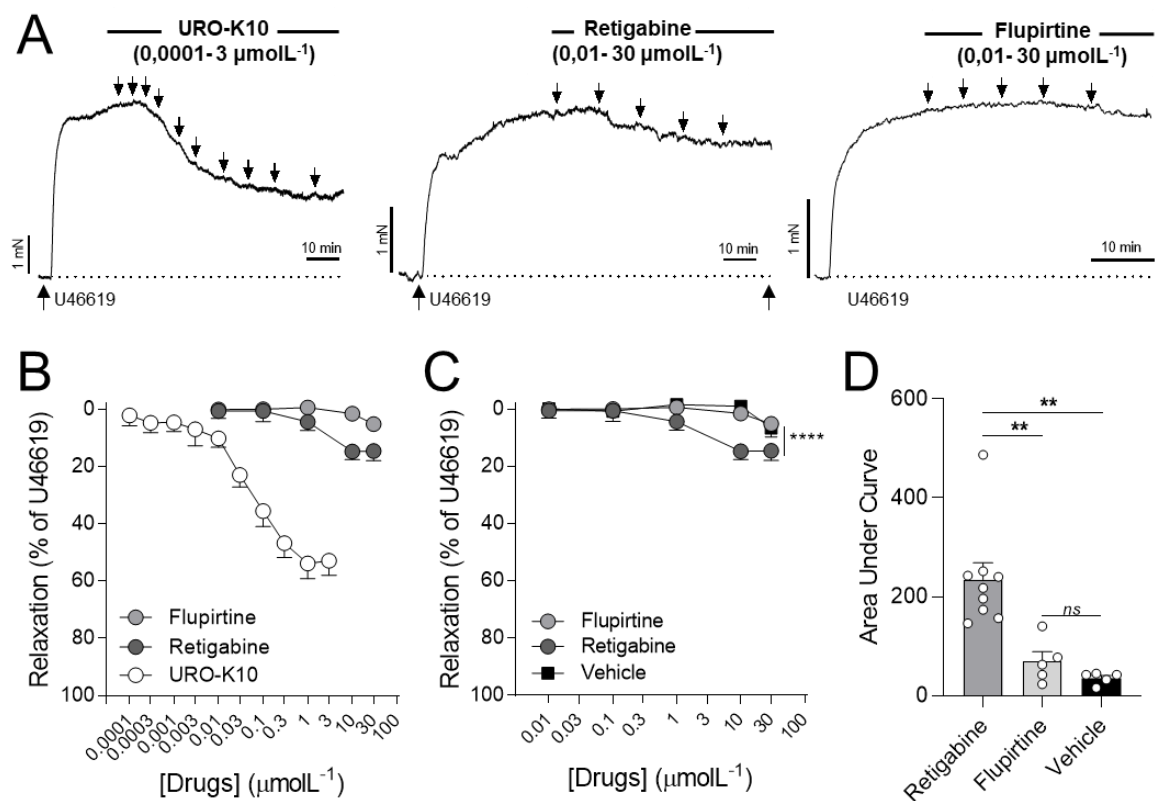 A
URO-K10
(0,0001- 3 µmolL-1)
Retigabine
(0,01- 30 µmolL-1)
Flupirtine
(0,01- 30 µmolL-1)
1 mN
10 min
U46619
1 mN
10 min
U46619
1 mN
10 min
U46619
B
Relaxation (% of U46619)
0
20
40
60
80
100
Flupirtine
Retigabine
URO-K10
0.0001
0.0003
0.001
0.003
0.01
0.03
0.1
0.3
1
3
10
30
100
[Drugs] (µmolL-1)
C
Relaxation (% of U46619)
0
20
40
60
80
100
****
Flupirtine
Retigabine
Vehicle
0.01
0.03
0.1
0.3
1
3
10
30
100
[Drugs] (µmolL-1)
D
Area Under Curve
600
400
200
0
**
**
ns
Retigabine
Flupirtine
Vehicle